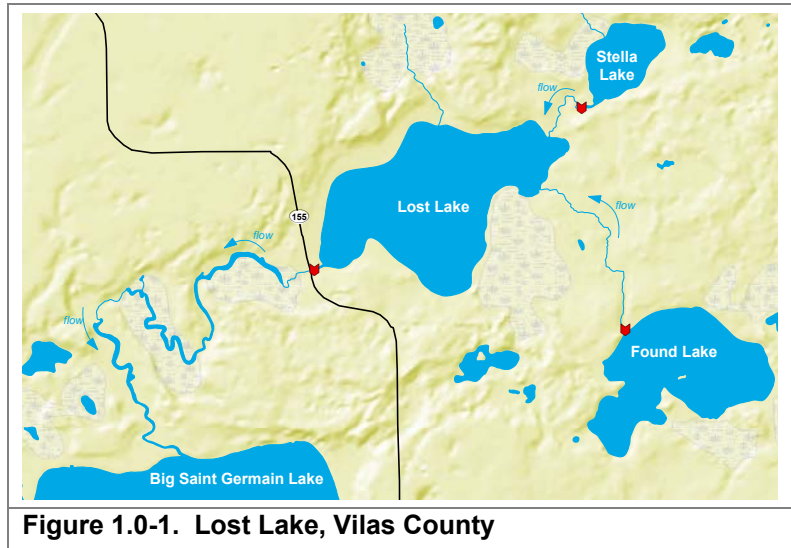 Stella
Lake
flow
Lost Lake
155
flow
flow
flow
Found Lake
Big Saint Germain Lake
Figure 1.0-1. Lost Lake, Vilas County